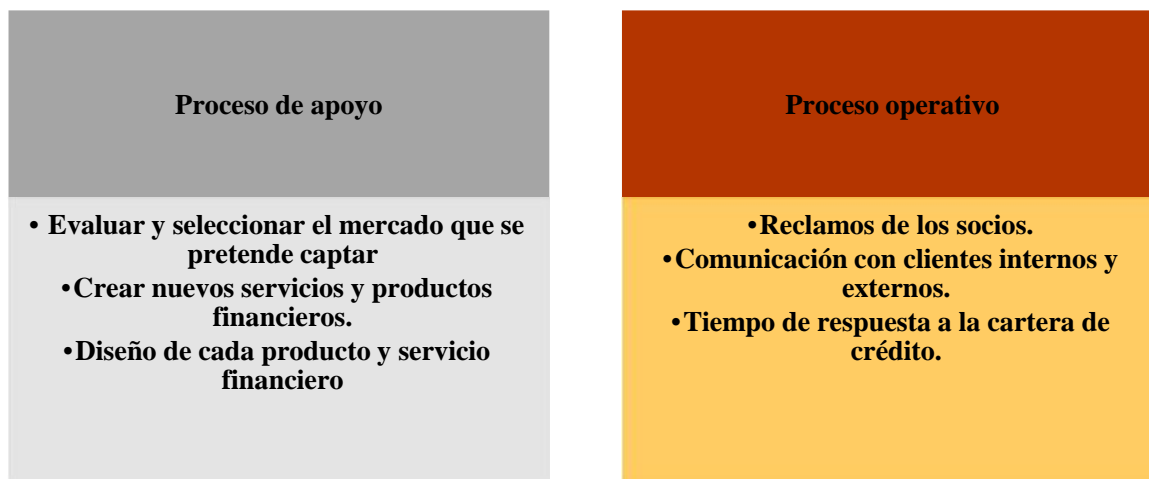 Proceso de apoyo
• Evaluar y seleccionar el mercado que se
pretende captar
•Crear nuevos servicios y productos
financieros.
•Diseño de cada producto y servicio
financiero
Proceso operativo
•Reclamos de los socios.
•Comunicación con clientes internos y
externos.
•Tiempo de respuesta a la cartera de
crédito.